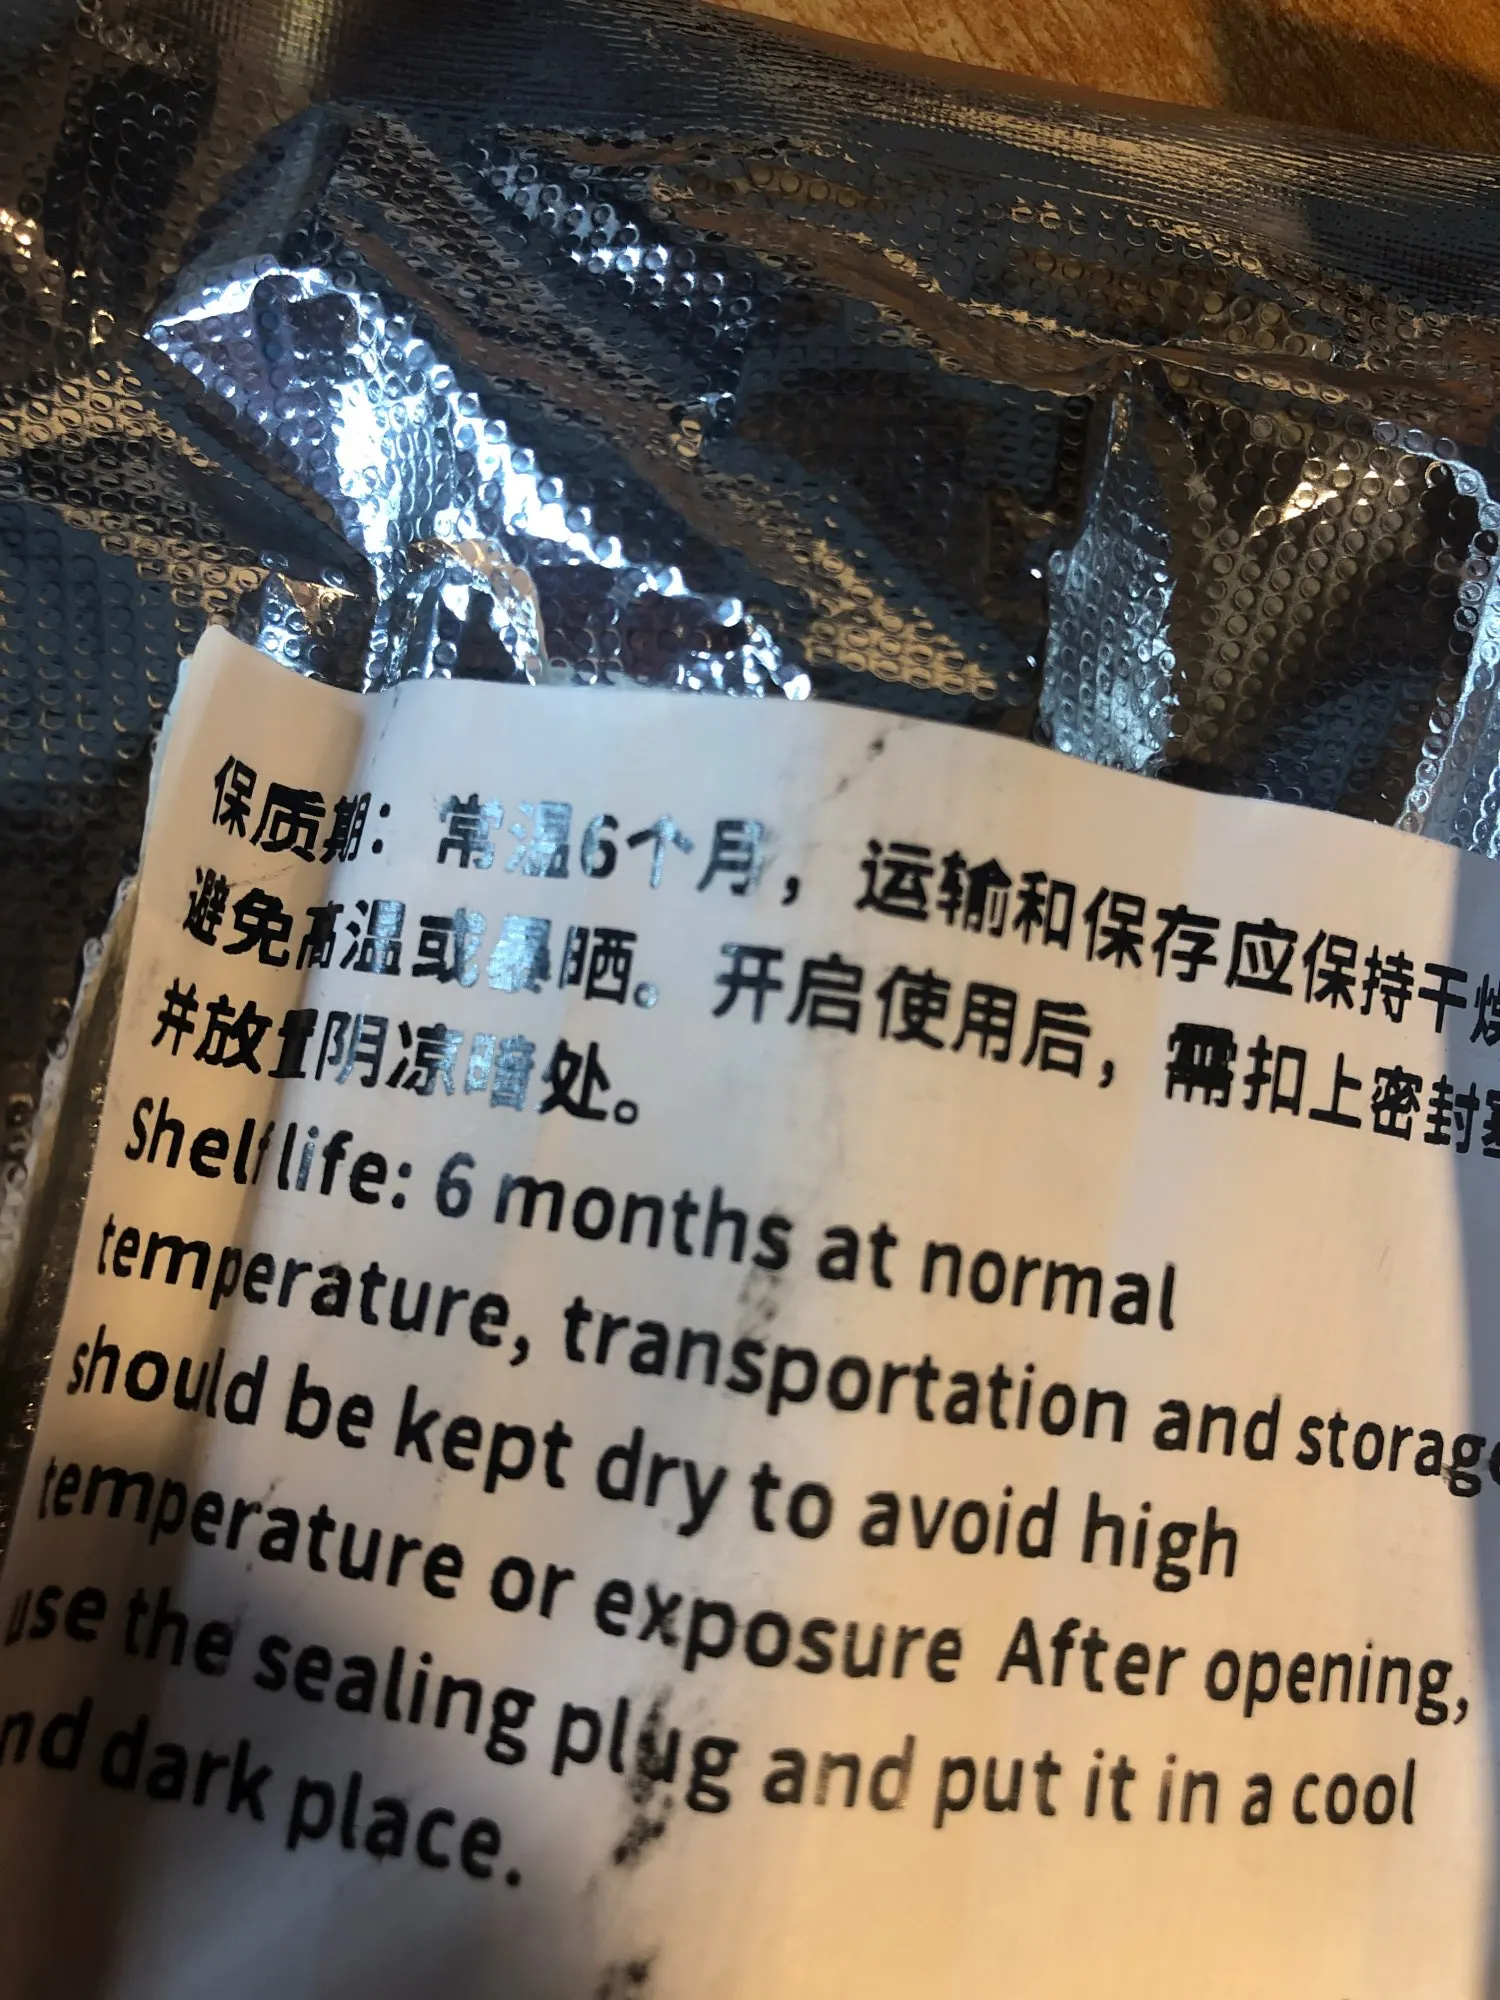 保质期：常温6个月，运输和保存应保持干燥
避免高温或暴晒。开启使用后，需扣上密封塞
并放置阴凉暗处。
Shelf life: 6 months at normal
temperature, transportation and storage
should be kept dry to avoid high
temperature or exposure After opening,
use the sealing plug and put it in a cool
nd dark place.